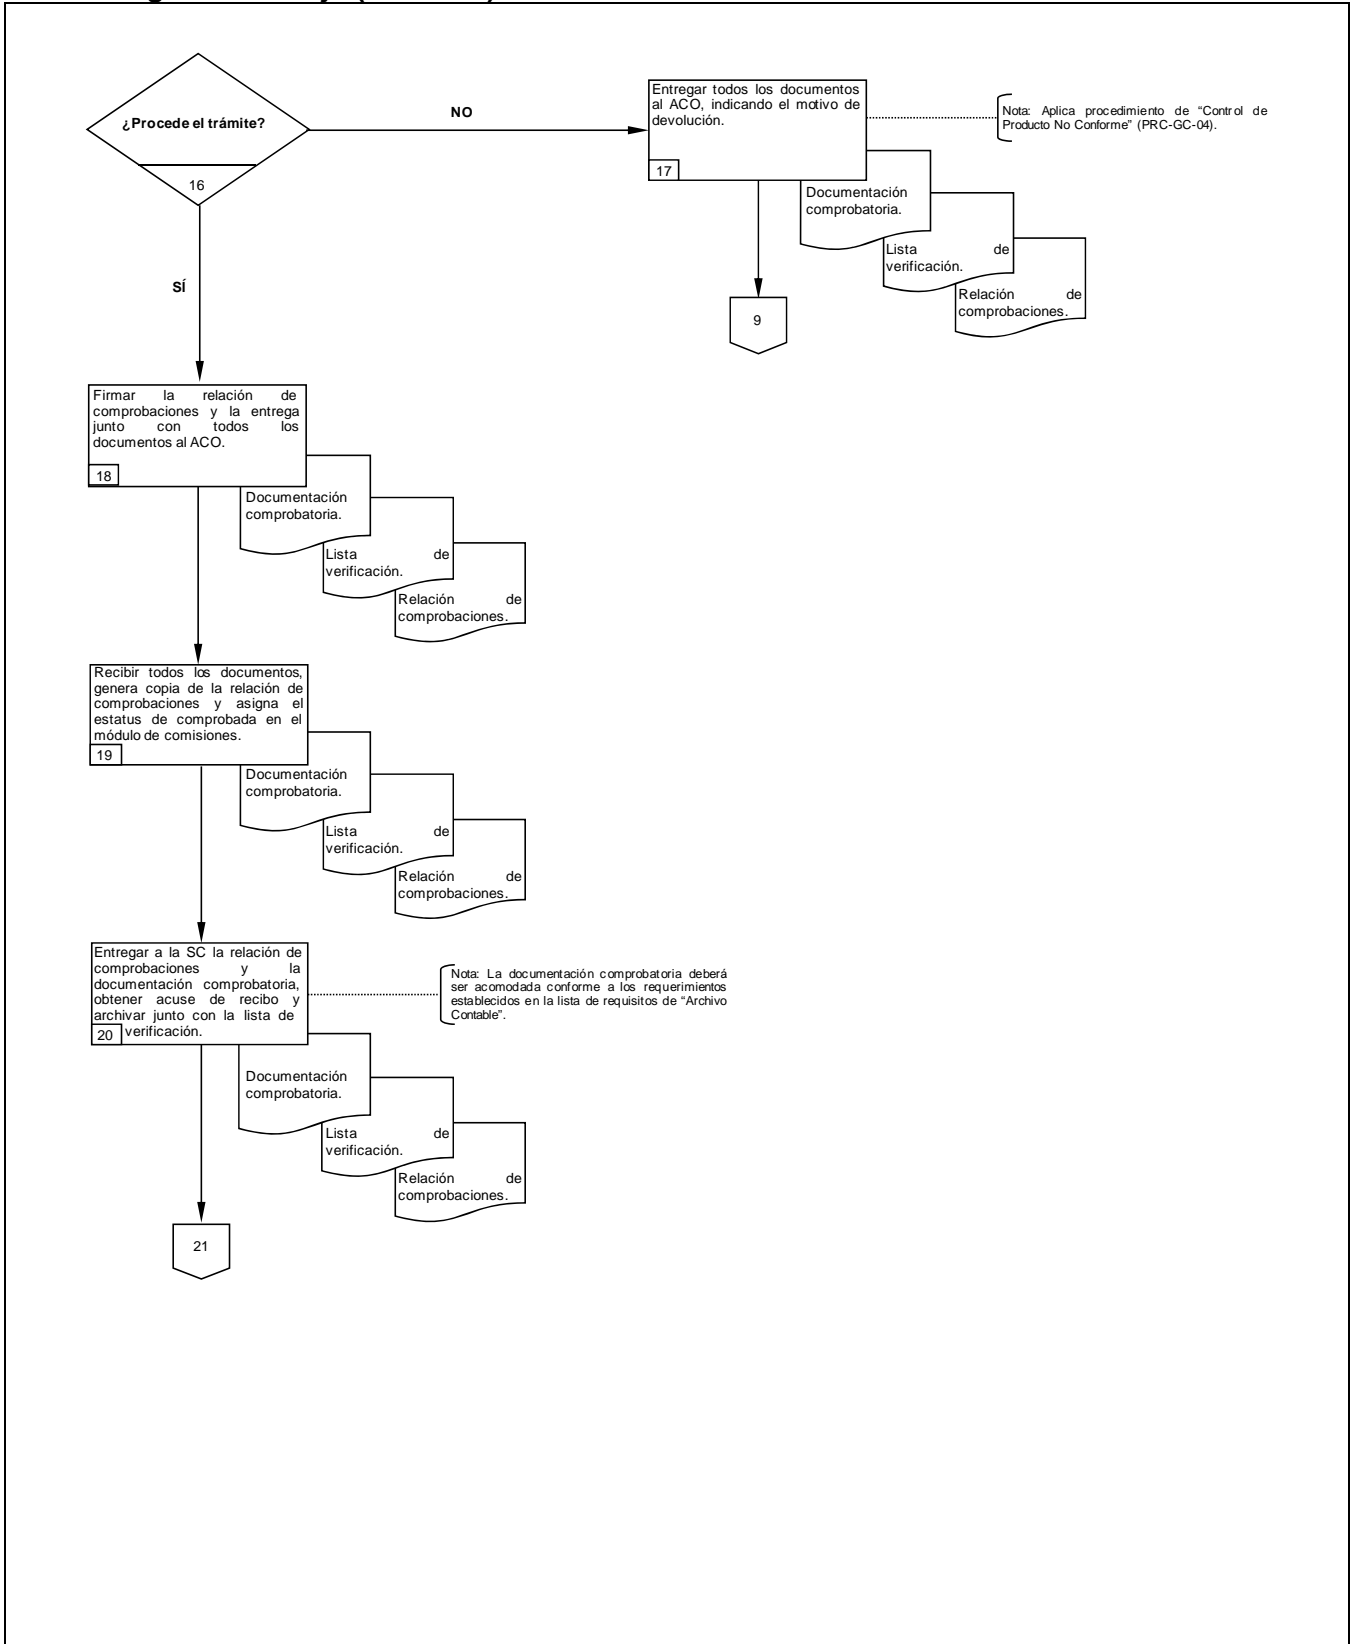 ¿Procede el trámite?
16
NO
SÍ
Entregar todos los documentos
al ACO, indicando el motivo de
devolución.
17
Nota: Aplica procedimiento de “Control de
Producto No Conforme” (PRC-GC-04).
Documentación
comprobatoria.
Lista de
verificación.
Relación de
comprobaciones.
9
Firmar la relación de
comprobaciones y la entrega
junto con todos los
documentos al ACO.
18
Documentación
comprobatoria.
Lista de
verificación.
Relación de
comprobaciones.
Recibir todos los documentos,
genera copia de la relación de
comprobaciones y asigna el
estatus de comprobada en el
módulo de comisiones.
19
Documentación
comprobatoria.
Lista de
verificación.
Relación de
comprobaciones.
Entregar a la SC la relación de
comprobaciones y la
documentación comprobatoria,
obtener acuse de recibo y
archivar junto con la lista de
verificación.
20
Nota: La documentación comprobatoria deberá
ser acomodada conforme a los requerimientos
establecidos en la lista de requisitos de “Archivo
Contable”.
Documentación
comprobatoria.
Lista de
verificación.
Relación de
comprobaciones.
21